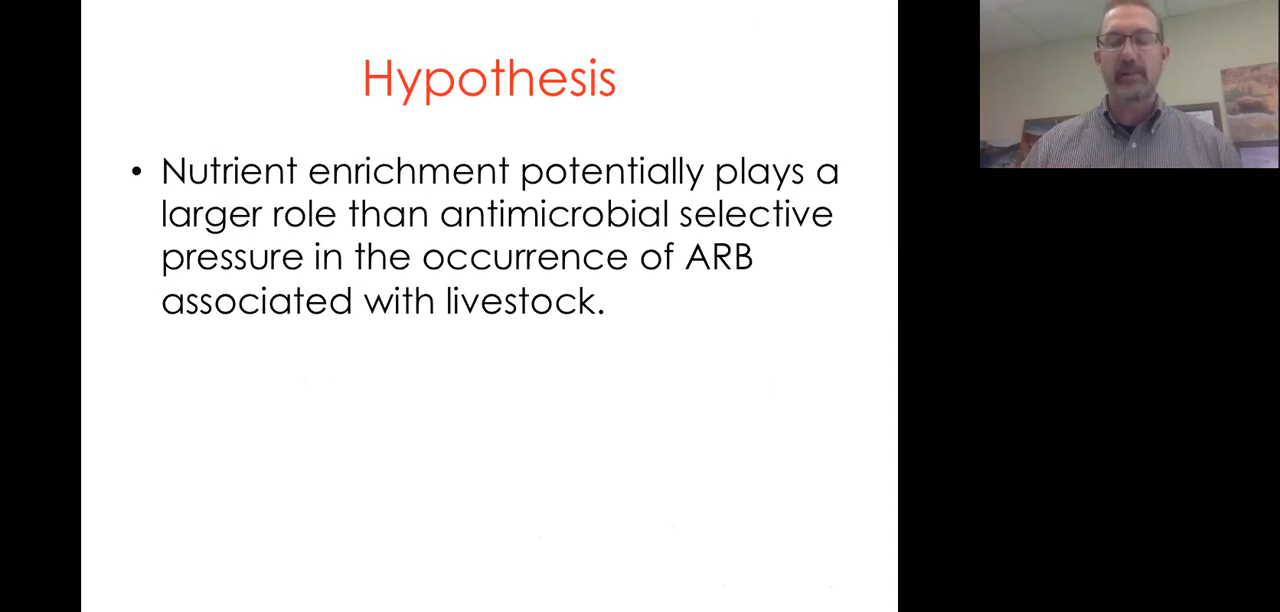 Hypothesis
• Nutrient enrichment potentially plays a
larger role than antimicrobial selective
pressure in the occurrence of ARB
associated with livestock.